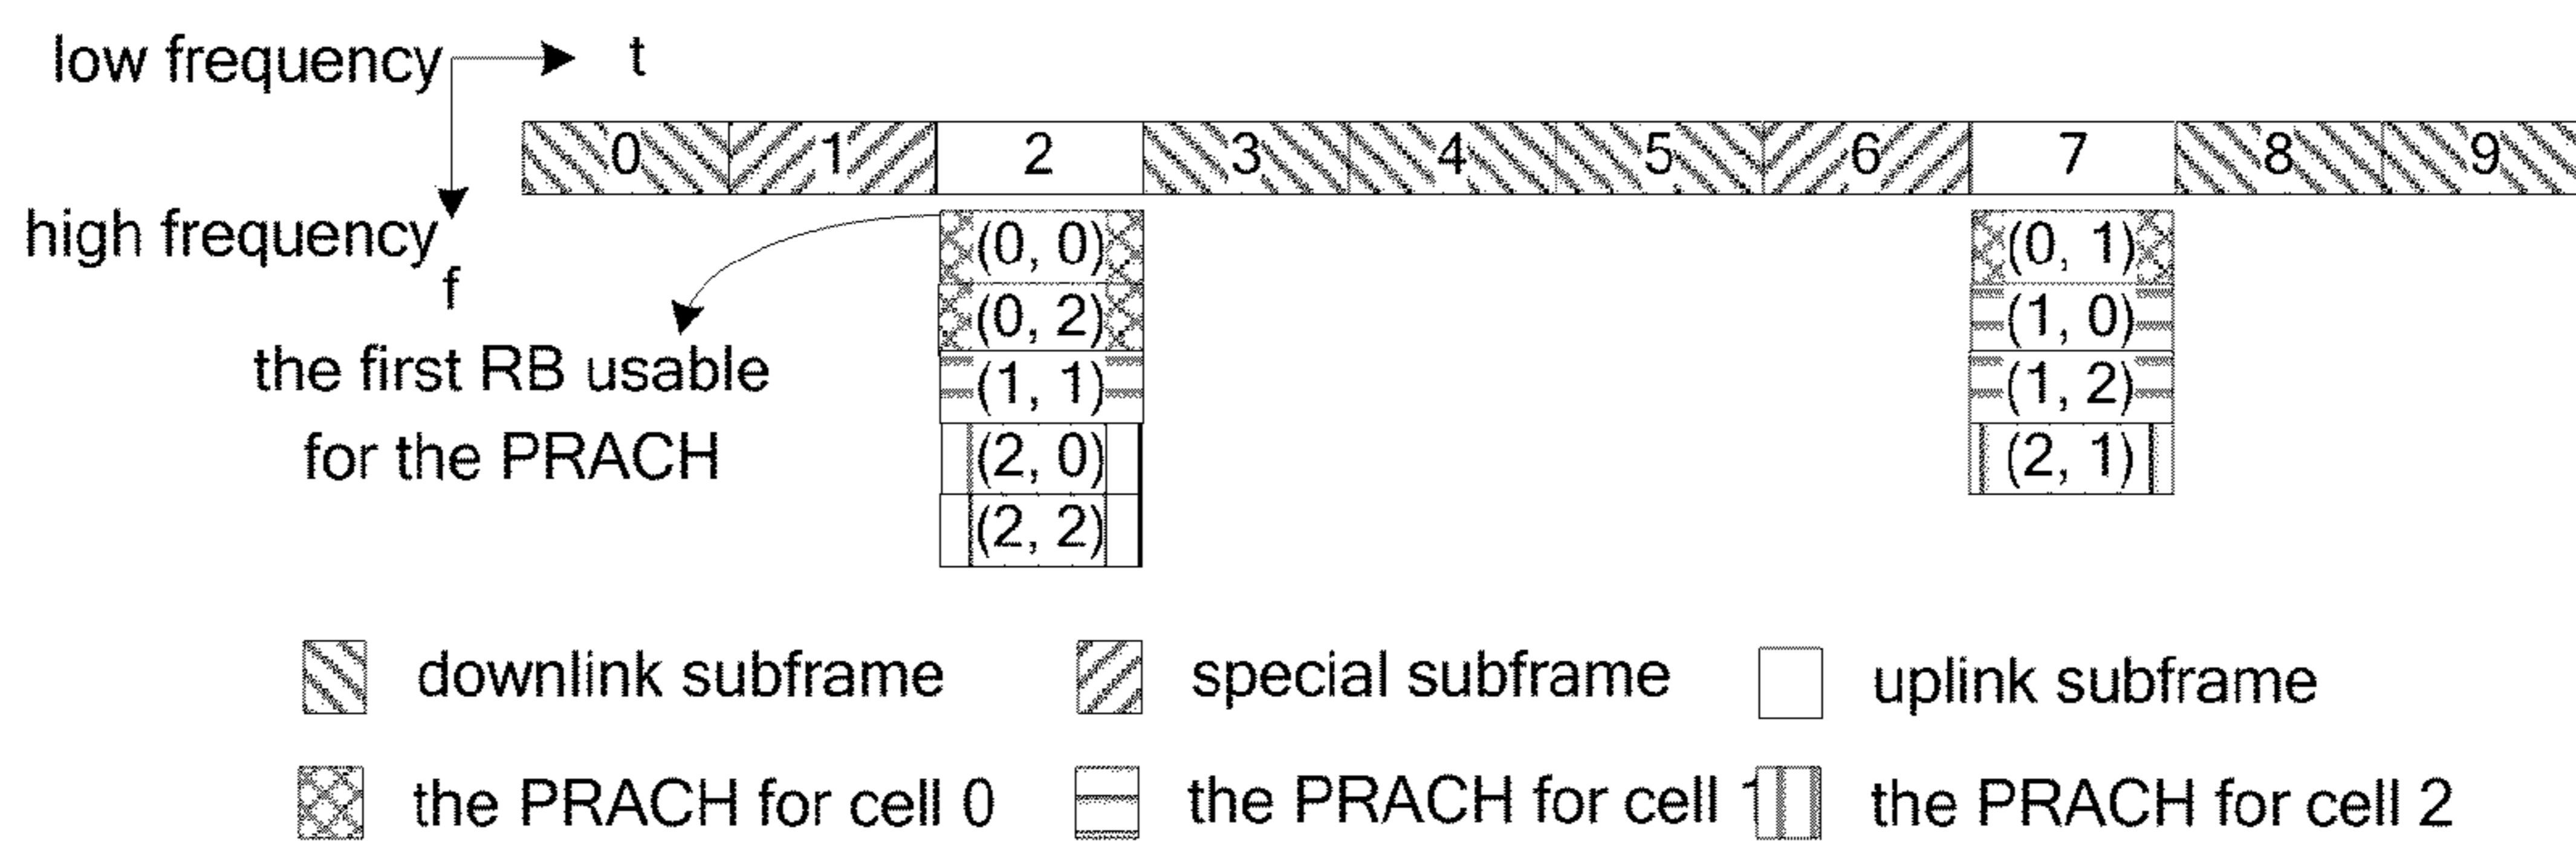 low frequency t
0 1 2 3 4 5 6 7 8 9
high frequency
f
(0, 0) (0, 1)
(0, 2) (1, 0)
(1, 1) (1, 2)
(2, 0) (2, 1)
(2, 2)
the first RB usable
for the PRACH
downlink subframe special subframe uplink subframe
the PRACH for cell 0 the PRACH for cell 1 the PRACH for cell 2